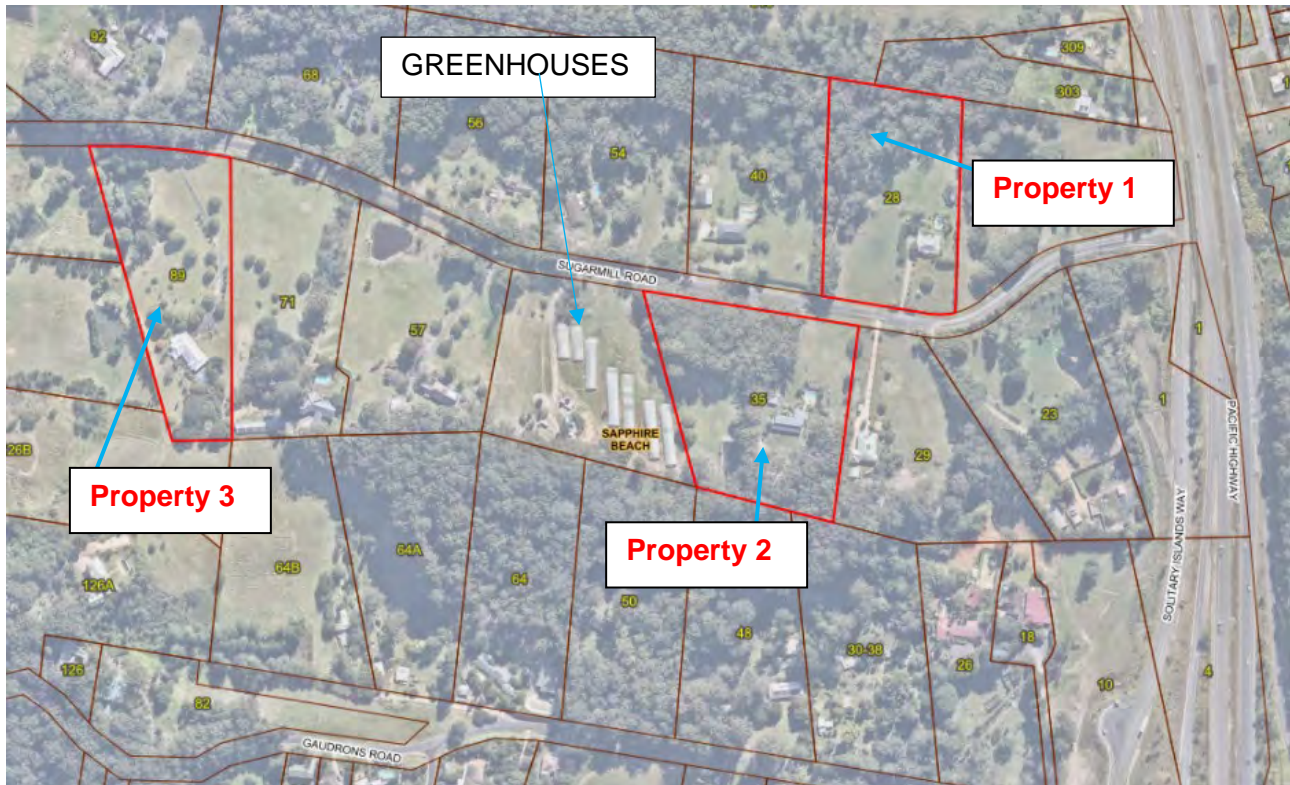 92
309
GREENHOUSES
68
303
56
54
40
Property 1
28
SUGARMILL ROAD
89
71
57
1
35
23
1
PACIFIC HIGHWAY
SAPPHIRE
BEACH
26B
29
Property 3
Property 2
SOLITARY ISLANDS WAY
64A
64B
126A
64
50
48
30-38
18
26
126
10
4
82
GAUDRONS ROAD